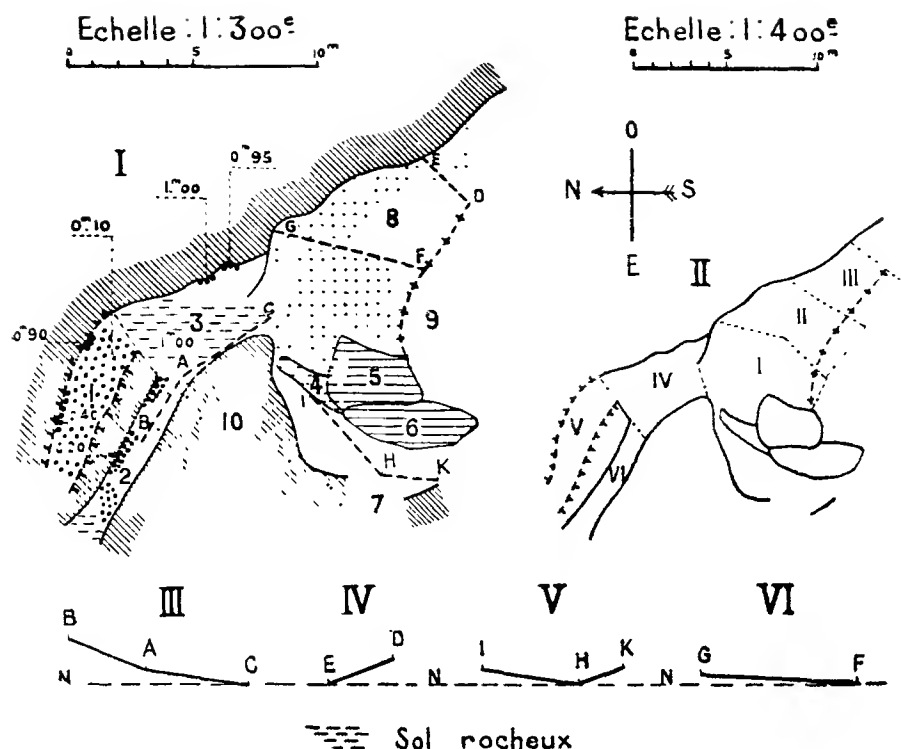 Echelle : 1 : 300e
0 5 10m
Echelle : 1 : 400e
0 5 10m
I
0m95
1m00
0m10
0m90
O
N S
E
II
E
D
G
8
F
9
C
3
1m00
A
B
1
2
10
4
I
5
6
H
K
7
III
II
I
IV
V
VI
III IV V VI
B A C
E D
I H K
G F
N N N
Sol rocheux